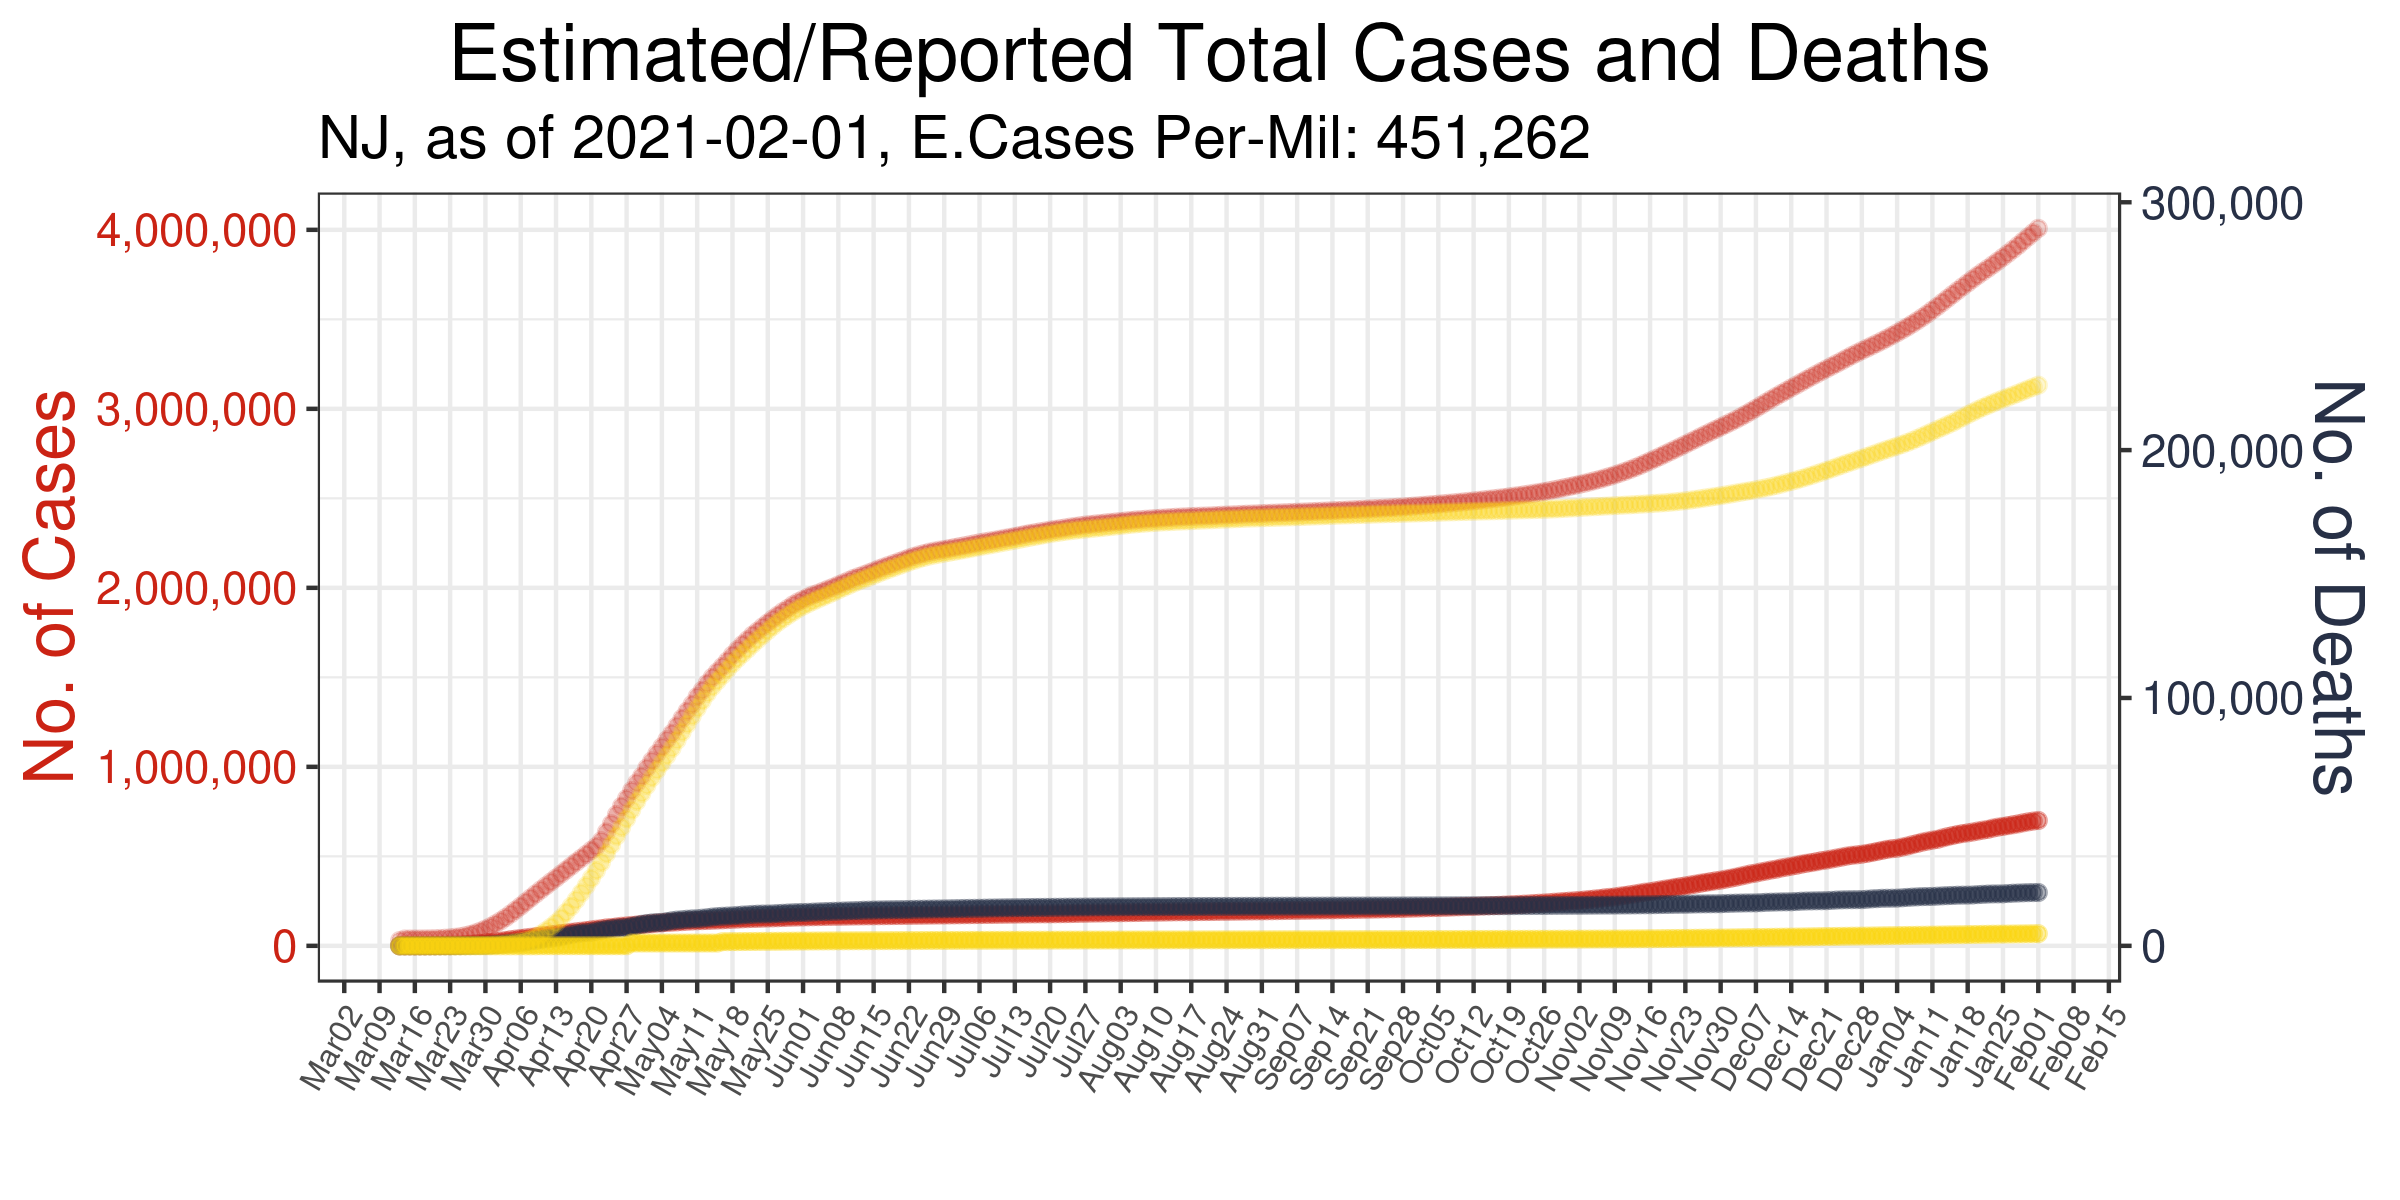 Estimated/Reported Total Cases and Deaths
NJ, as of 2021-02-01, E.Cases Per-Mil: 451,262
No. of Cases
4,000,000
3,000,000
2,000,000
1,000,000
0
300,000
200,000
100,000
0
No. of Deaths
Mar02
Mar09
Mar16
Mar23
Mar30
Apr06
Apr13
Apr20
Apr27
May04
May11
May18
May25
Jun01
Jun08
Jun15
Jun22
Jun29
Jul06
Jul13
Jul20
Jul27
Aug03
Aug10
Aug17
Aug24
Aug31
Sep07
Sep14
Sep21
Sep28
Oct05
Oct12
Oct19
Oct26
Nov02
Nov09
Nov16
Nov23
Nov30
Dec07
Dec14
Dec21
Dec28
Jan04
Jan11
Jan18
Jan25
Feb01
Feb08
Feb15